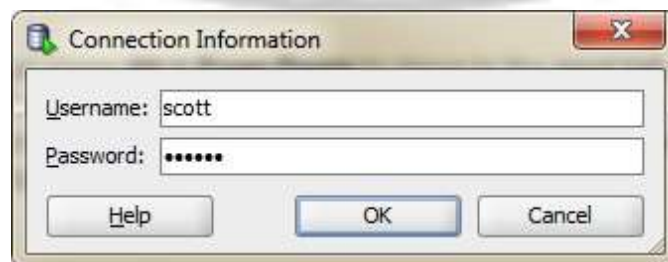 Connection Information
Username: scott
Password: ••••••
Help OK Cancel